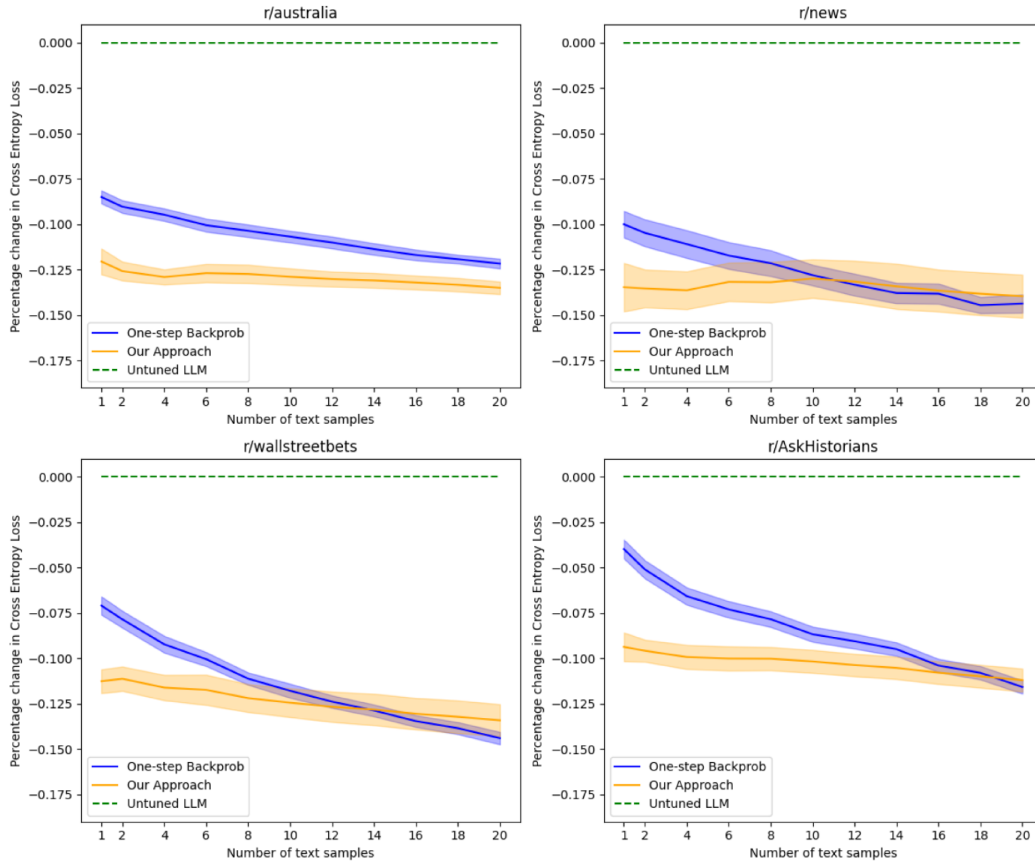 r/australia
Percentage change in Cross Entropy Loss
0.000
−0.025
−0.050
−0.075
−0.100
−0.125
−0.150
−0.175
One-step Backprob
Our Approach
Untuned LLM
1 2 4 6 8 10 12 14 16 18 20
Number of text samples
r/news
Percentage change in Cross Entropy Loss
0.000
−0.025
−0.050
−0.075
−0.100
−0.125
−0.150
−0.175
One-step Backprob
Our Approach
Untuned LLM
1 2 4 6 8 10 12 14 16 18 20
Number of text samples
r/wallstreetbets
Percentage change in Cross Entropy Loss
0.000
−0.025
−0.050
−0.075
−0.100
−0.125
−0.150
−0.175
One-step Backprob
Our Approach
Untuned LLM
1 2 4 6 8 10 12 14 16 18 20
Number of text samples
r/AskHistorians
Percentage change in Cross Entropy Loss
0.000
−0.025
−0.050
−0.075
−0.100
−0.125
−0.150
−0.175
One-step Backprob
Our Approach
Untuned LLM
1 2 4 6 8 10 12 14 16 18 20
Number of text samples